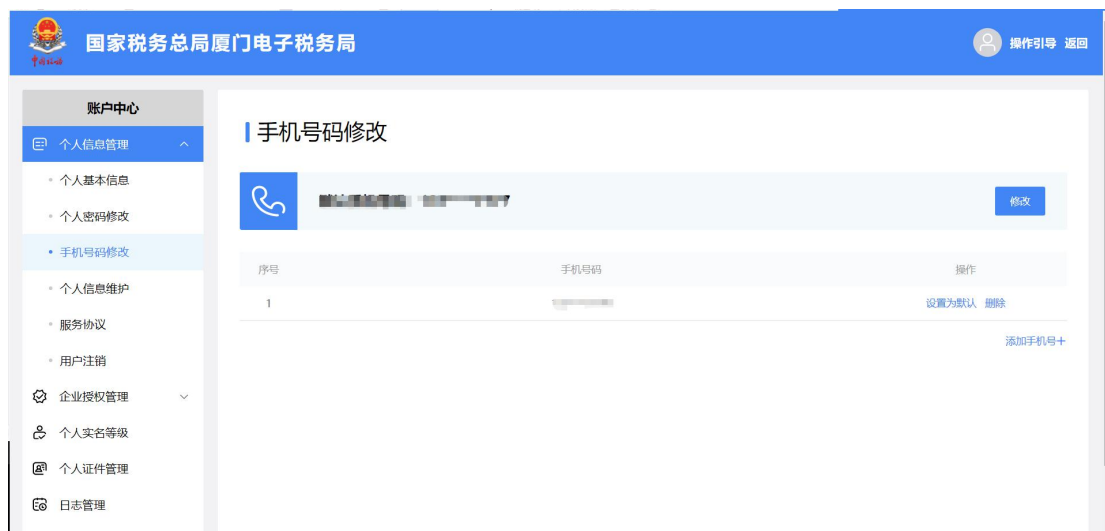 国家税务总局厦门电子税务局
操作引导 返回
账户中心
个人信息管理
个人基本信息
个人密码修改
手机号码修改
个人信息维护
服务协议
用户注销
企业授权管理
个人实名等级
个人证件管理
日志管理
手机号码修改
修改
序号 手机号码 操作
1 设置为默认 删除
添加手机号+